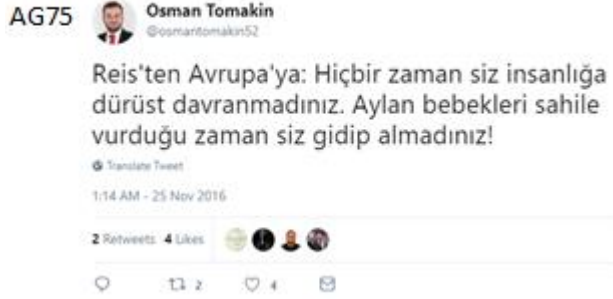 AG75
Osman Tomakin
@osmantomakin52
Reis'ten Avrupa'ya: Hiçbir zaman siz insanlığa
dürüst davranmadınız. Aylan bebekleri sahile
vurduğu zaman siz gidip almadınız!
Translate Tweet
1:14 AM - 25 Nov 2016
2 Retweets 4 Likes
2 4